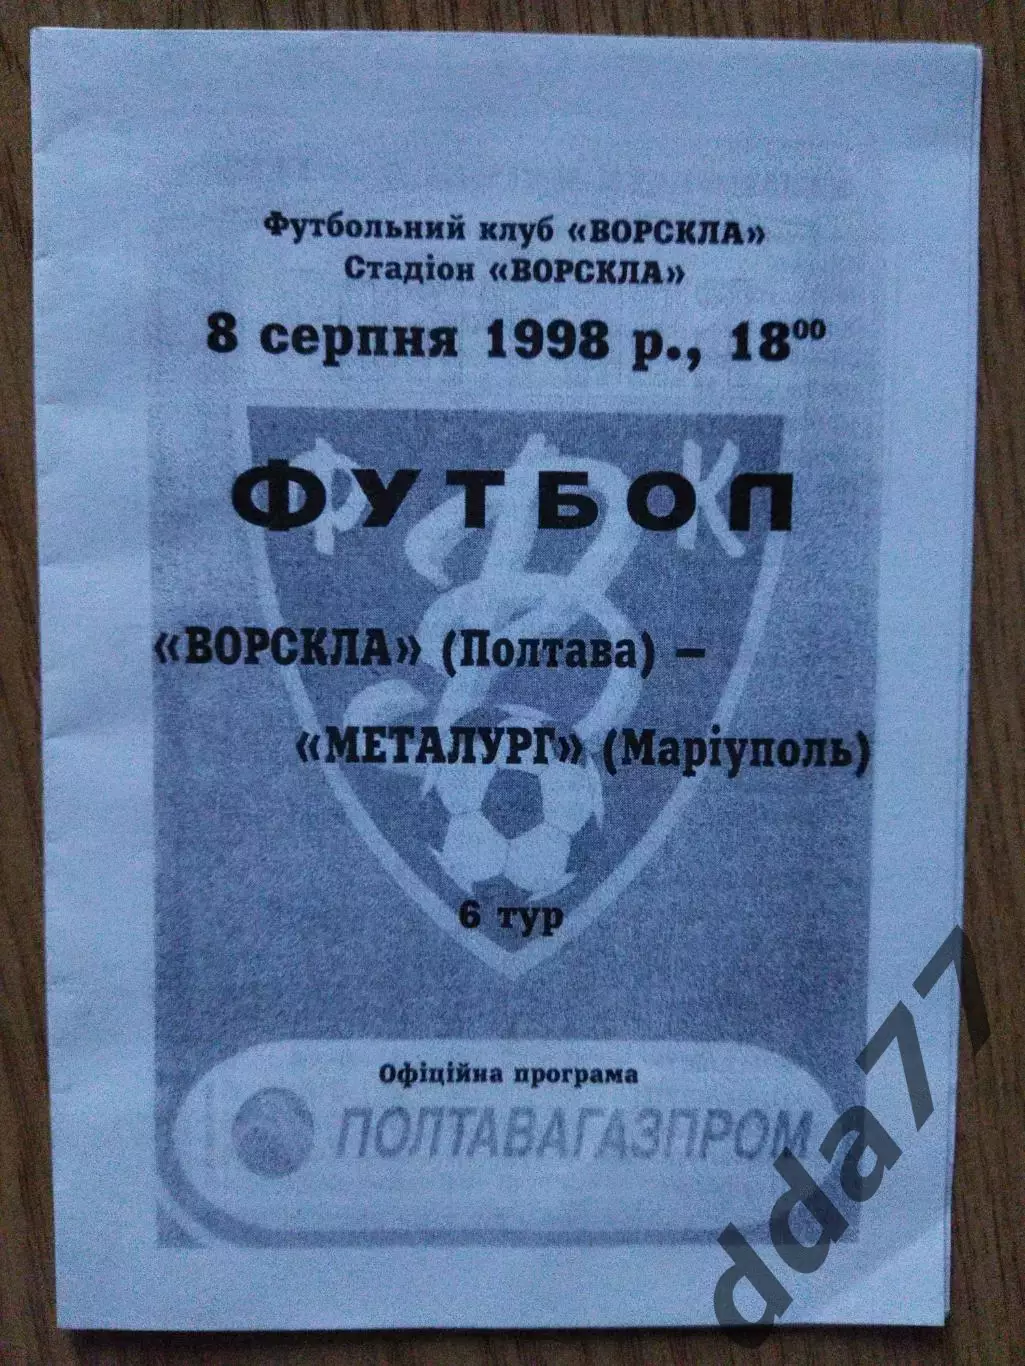 Футбольний клуб «ВОРСКЛА»
Стадіон «ВОРСКЛА»
8 серпня 1998 р., 18⁰⁰
Ф К
ФУТБОЛ
«ВОРСКЛА» (Полтава) –
«МЕТАЛУРГ» (Маріуполь)
6 тур
Офіційна програма
ПОЛТАВАГАЗПРОМ
dda77